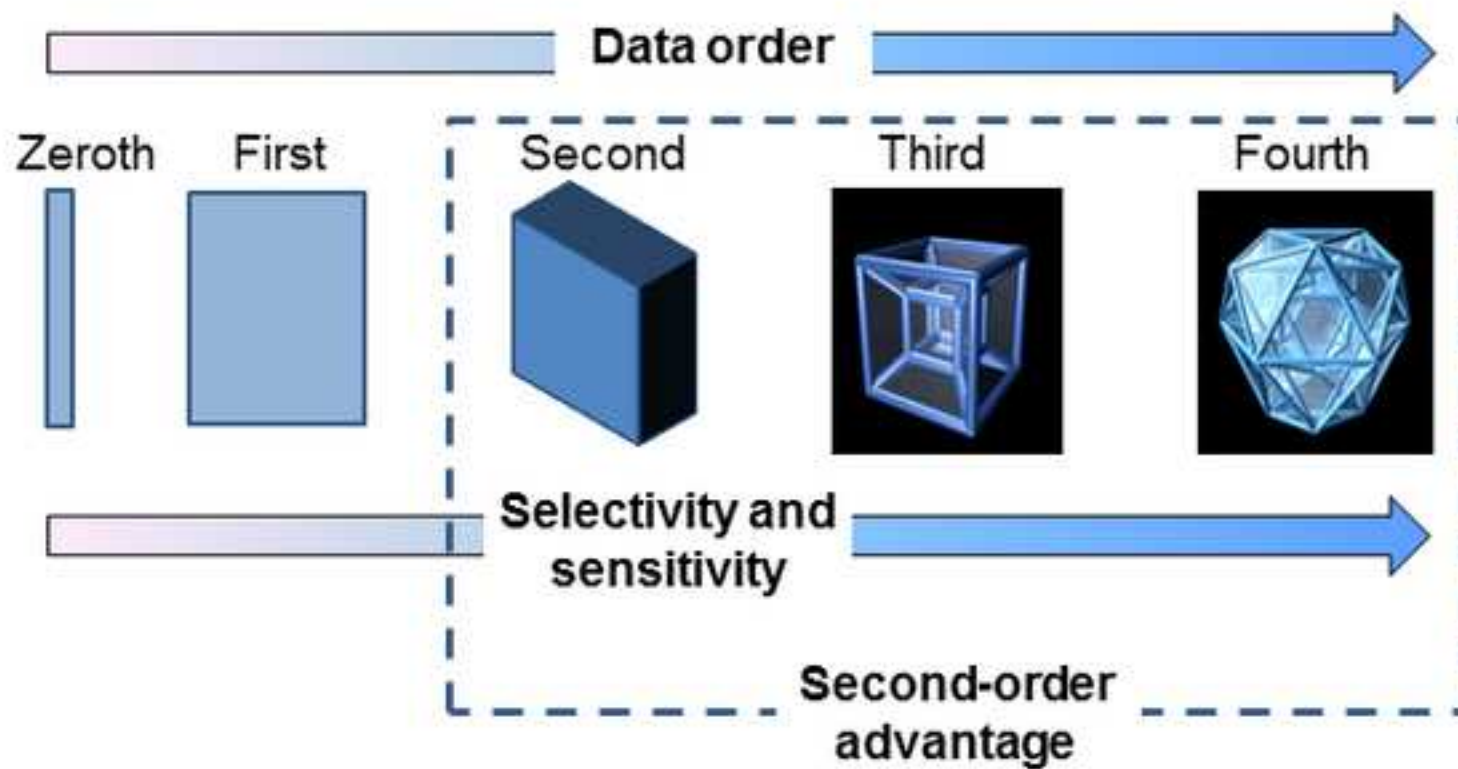 Data order
Zeroth First Second Third Fourth
Selectivity and
sensitivity
Second-order
advantage